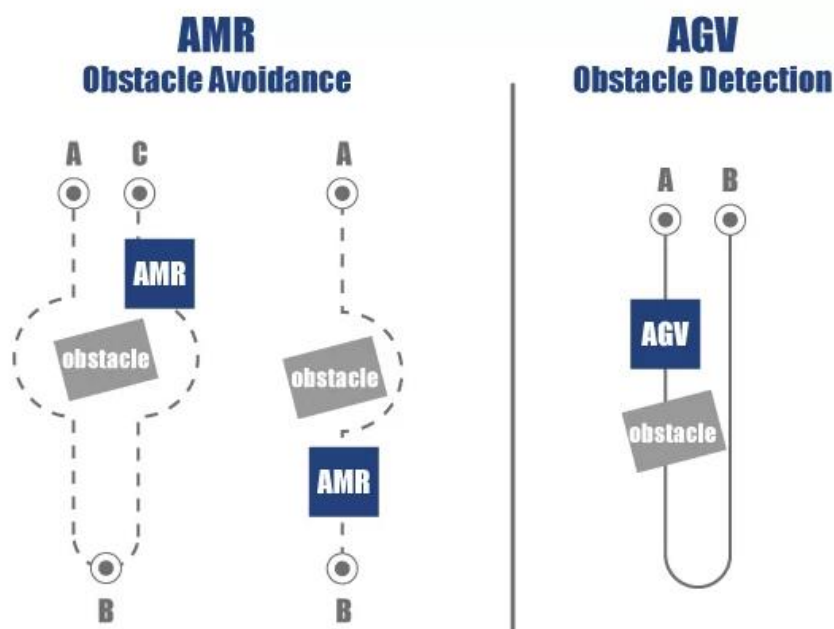 AMR
Obstacle Avoidance
A
C
A
AMR
obstacle
obstacle
AMR
B
B
AGV
Obstacle Detection
A
B
AGV
obstacle